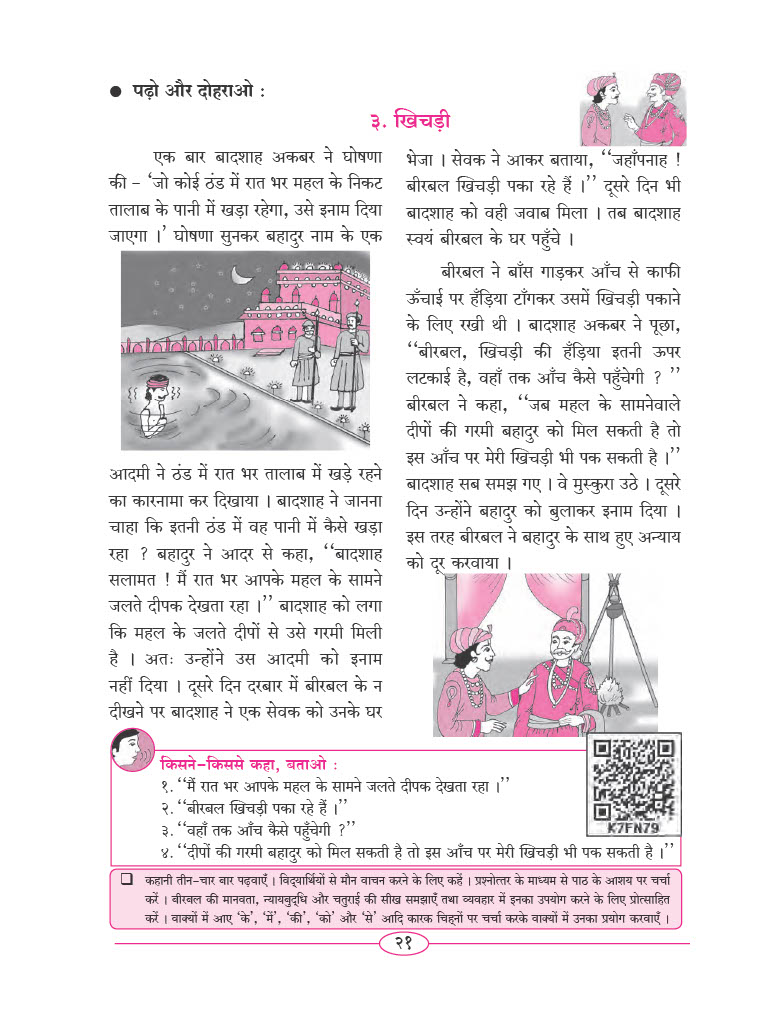 ● पढ़ो और दोहराओ :
३. खिचड़ी
एक बार बादशाह अकबर ने घोषणा
की – ‘जो कोई ठंड में रात भर महल के निकट
तालाब के पानी में खड़ा रहेगा, उसे इनाम दिया
जाएगा ।’ घोषणा सुनकर बहादुर नाम के एक
आदमी ने ठंड में रात भर तालाब में खड़े रहने
का कारनामा कर दिखाया । बादशाह ने जानना
चाहा कि इतनी ठंड में वह पानी में कैसे खड़ा
रहा ? बहादुर ने आदर से कहा, ‘‘बादशाह
सलामत ! मैं रात भर आपके महल के सामने
जलते दीपक देखता रहा ।’’ बादशाह को लगा
कि महल के जलते दीपों से उसे गरमी मिली
है । अतः उन्होंने उस आदमी को इनाम
नहीं दिया । दूसरे दिन दरबार में बीरबल के न
दीखने पर बादशाह ने एक सेवक को उनके घर
भेजा । सेवक ने आकर बताया, ‘‘जहाँपनाह !
बीरबल खिचड़ी पका रहे हैं ।’’ दूसरे दिन भी
बादशाह को वही जवाब मिला । तब बादशाह
स्वयं बीरबल के घर पहुँचे ।
बीरबल ने बाँस गाड़कर आँच से काफी
ऊँचाई पर हँड़िया टाँगकर उसमें खिचड़ी पकाने
के लिए रखी थी । बादशाह अकबर ने पूछा,
‘‘बीरबल, खिचड़ी की हँड़िया इतनी ऊपर
लटकाई है, वहाँ तक आँच कैसे पहुँचेगी ? ’’
बीरबल ने कहा, ‘‘जब महल के सामनेवाले
दीपों की गरमी बहादुर को मिल सकती है तो
इस आँच पर मेरी खिचड़ी भी पक सकती है ।’’
बादशाह सब समझ गए । वे मुस्कुरा उठे । दूसरे
दिन उन्होंने बहादुर को बुलाकर इनाम दिया ।
इस तरह बीरबल ने बहादुर के साथ हुए अन्याय
को दूर करवाया ।
किसने-किससे कहा, बताओ :
१. ‘‘मैं रात भर आपके महल के सामने जलते दीपक देखता रहा ।’’
२. ‘‘बीरबल खिचड़ी पका रहे हैं ।’’
३. ‘‘वहाँ तक आँच कैसे पहुँचेगी ?’’
४. ‘‘दीपों की गरमी बहादुर को मिल सकती है तो इस आँच पर मेरी खिचड़ी भी पक सकती है ।’’
K7FN79
❑ कहानी तीन-चार बार पढ़वाएँ । विद्यार्थियों से मौन वाचन करने के लिए कहें । प्रश्नोत्तर के माध्यम से पाठ के आशय पर चर्चा
करें । बीरबल की मानवता, न्यायबुद्धि और चतुराई की सीख समझाएँ तथा व्यवहार में इनका उपयोग करने के लिए प्रोत्साहित
करें । वाक्यों में आए ‘के’, ‘में’, ‘की’, ‘को’ और ‘से’ आदि कारक चिह्नों पर चर्चा करके वाक्यों में उनका प्रयोग करवाएँ ।
२१